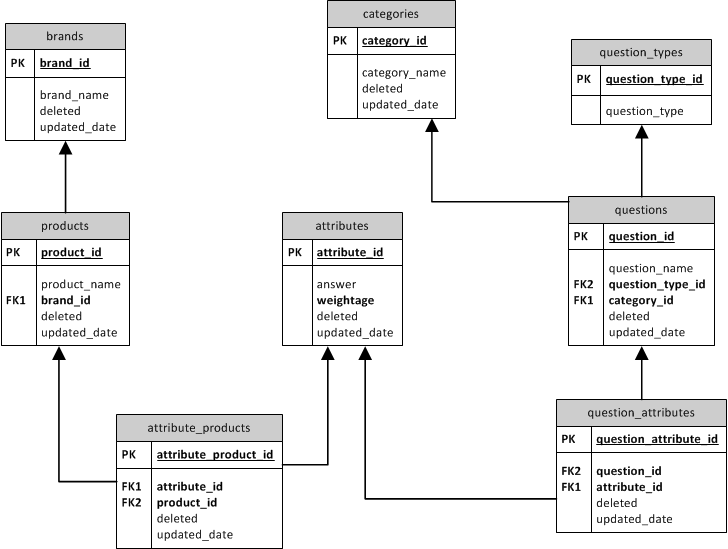 brands
PK brand_id
brand_name
deleted
updated_date
categories
PK category_id
category_name
deleted
updated_date
question_types
PK question_type_id
question_type
products
PK product_id
product_name
FK1 brand_id
deleted
updated_date
attributes
PK attribute_id
answer
weightage
deleted
updated_date
questions
PK question_id
question_name
FK2 question_type_id
FK1 category_id
deleted
updated_date
attribute_products
PK attribute_product_id
FK1 attribute_id
FK2 product_id
deleted
updated_date
question_attributes
PK question_attribute_id
FK2 question_id
FK1 attribute_id
deleted
updated_date